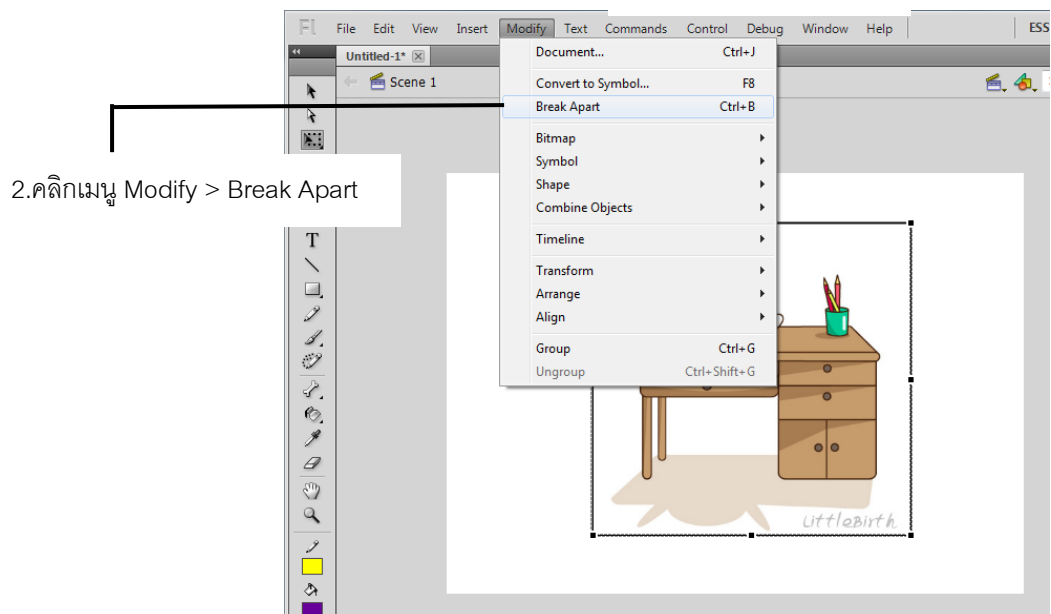 Fl File Edit View Insert Modify Text Commands Control Debug Window Help ESS
Untitled-1*
Scene 1
Document... Ctrl+J
Convert to Symbol... F8
Break Apart Ctrl+B
Bitmap
Symbol
Shape
Combine Objects
Timeline
Transform
Arrange
Align
Group Ctrl+G
Ungroup Ctrl+Shift+G
2.คลิกเมนู Modify > Break Apart
T
LittleBirth